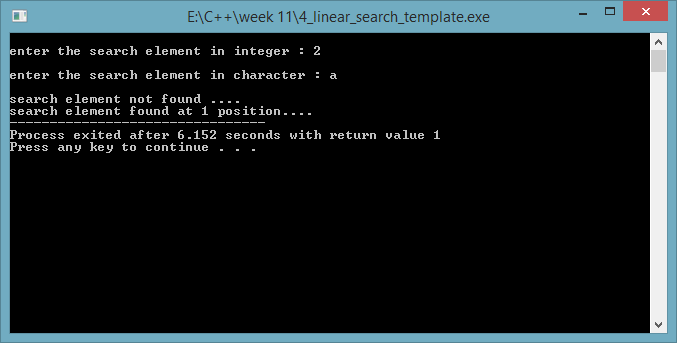 E:\C++\week 11\4_linear_search_template.exe
enter the search element in integer : 2
enter the search element in character : a
search element not found ....
search element found at 1 position....
--------------------------------
Process exited after 6.152 seconds with return value 1
Press any key to continue . . .